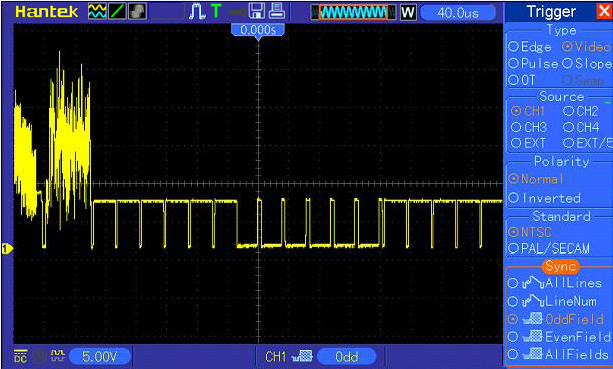 Hantek T W 40.0us Trigger X
0.000s
Type
Edge Video
Pulse Slope
OT Swap
Source
CH1 CH2
CH3 CH4
EXT EXT/5
Polarity
Normal
Inverted
Standard
NTSC
PAL/SECAM
Sync
AllLines
LineNum
OddField
EvenField
AllFields
1
DC 5.00V CH1 Odd